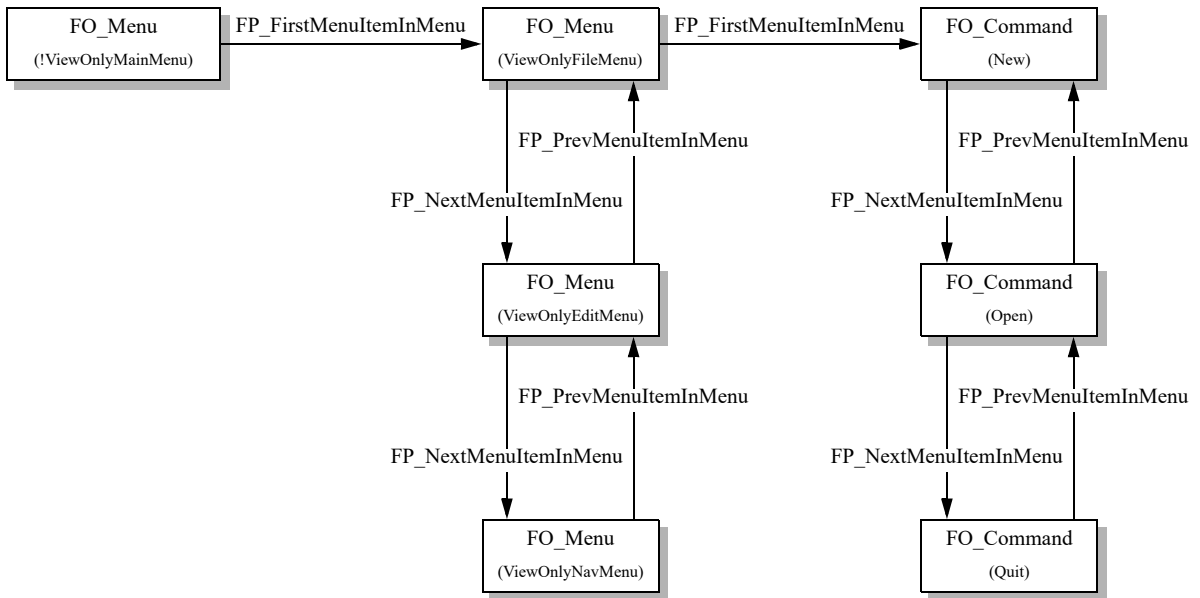 FO_Menu
(!ViewOnlyMainMenu)
FP_FirstMenuItemInMenu
FO_Menu
(ViewOnlyFileMenu)
FP_FirstMenuItemInMenu
FO_Command
(New)
FP_PrevMenuItemInMenu
FP_NextMenuItemInMenu
FP_PrevMenuItemInMenu
FP_NextMenuItemInMenu
FO_Menu
(ViewOnlyEditMenu)
FO_Command
(Open)
FP_PrevMenuItemInMenu
FP_NextMenuItemInMenu
FP_PrevMenuItemInMenu
FP_NextMenuItemInMenu
FO_Menu
(ViewOnlyNavMenu)
FO_Command
(Quit)